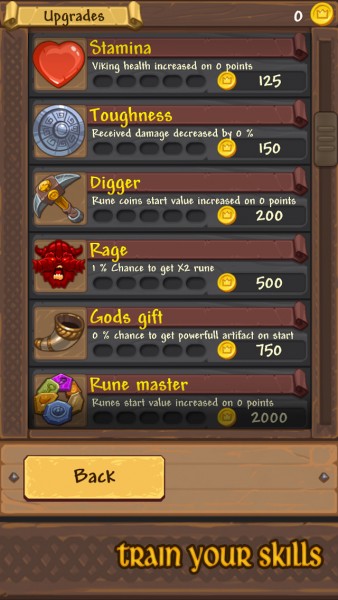 Upgrades
0
Stamina
Viking health increased on 0 points
125
Toughness
Received damage decreased by 0 %
150
Digger
Rune coins start value increased on 0 points
200
Rage
1 % Chance to get X2 rune
500
Gods gift
0 % chance to get powerfull artifact on start
750
Rune master
Runes start value increased on 0 points
2000
Back
train your skills